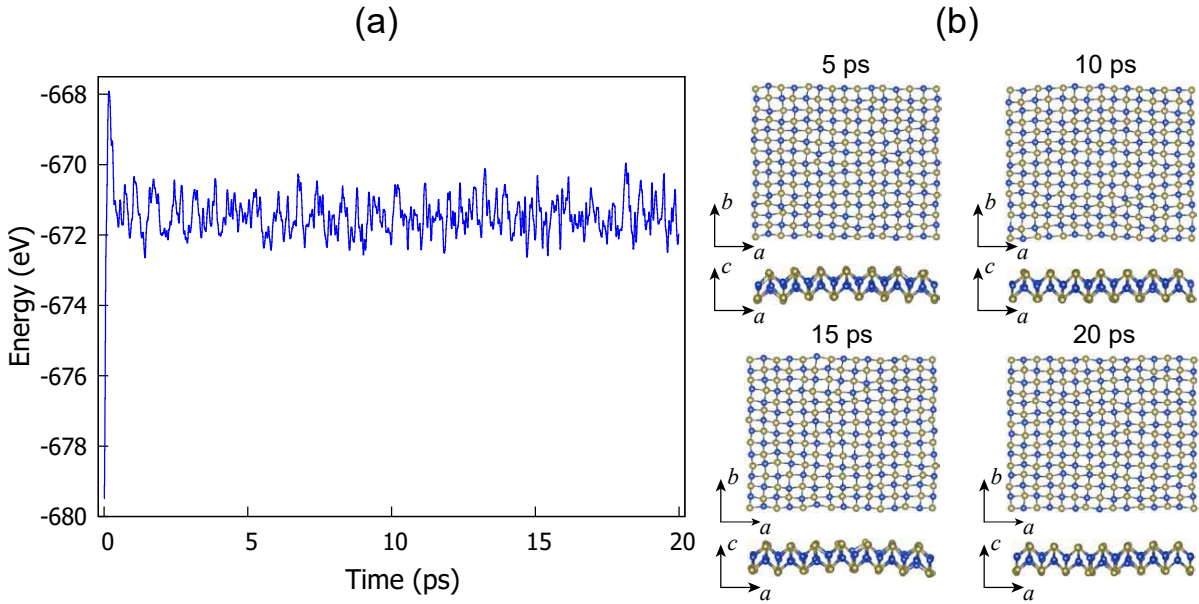 (a)
-668
-670
-672
-674
-676
-678
-680
Energy (eV)
0 5 10 15 20
Time (ps)
(b)
5 ps 10 ps
b b
a a
c c
a a
15 ps 20 ps
b b
a a
c c
a a